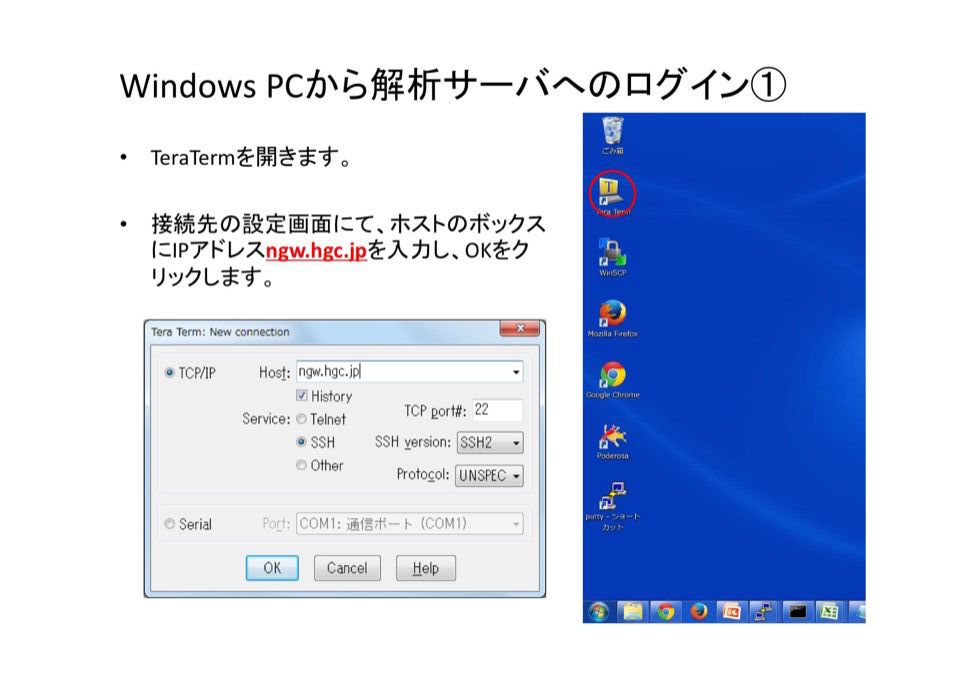 Windows PCから解析サーバへのログイン①
• TeraTermを開きます。
• 接続先の設定画面にて、ホストのボックス
にIPアドレスngw.hgc.jpを入力し、OKをク
リックします。
Tera Term: New connection
TCP/IP
Host: ngw.hgc.jp
History
Service: Telnet
TCP port#: 22
SSH
SSH version: SSH2
Other
Protocol: UNSPEC
Serial
Port: COM1: 通信ポート (COM1)
OK Cancel Help
ごみ箱
Tera Term
WinSCP
Mozilla Firefox
Google Chrome
Poderosa
putty - ショート
カット